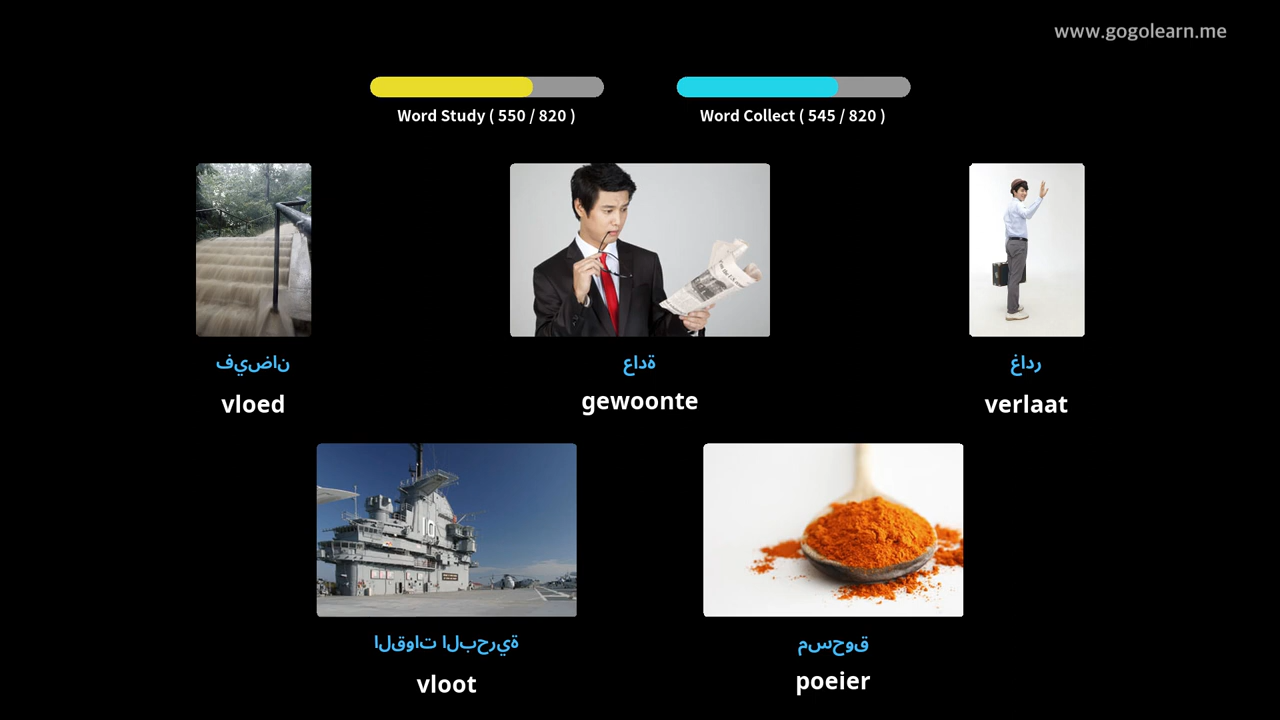 www.gogolearn.me
Word Study ( 550 / 820 )
Word Collect ( 545 / 820 )
فيضان
عادة
غادر
vloed
gewoonte
verlaat
10
القوات البحرية
مسحوق
vloot
poeier